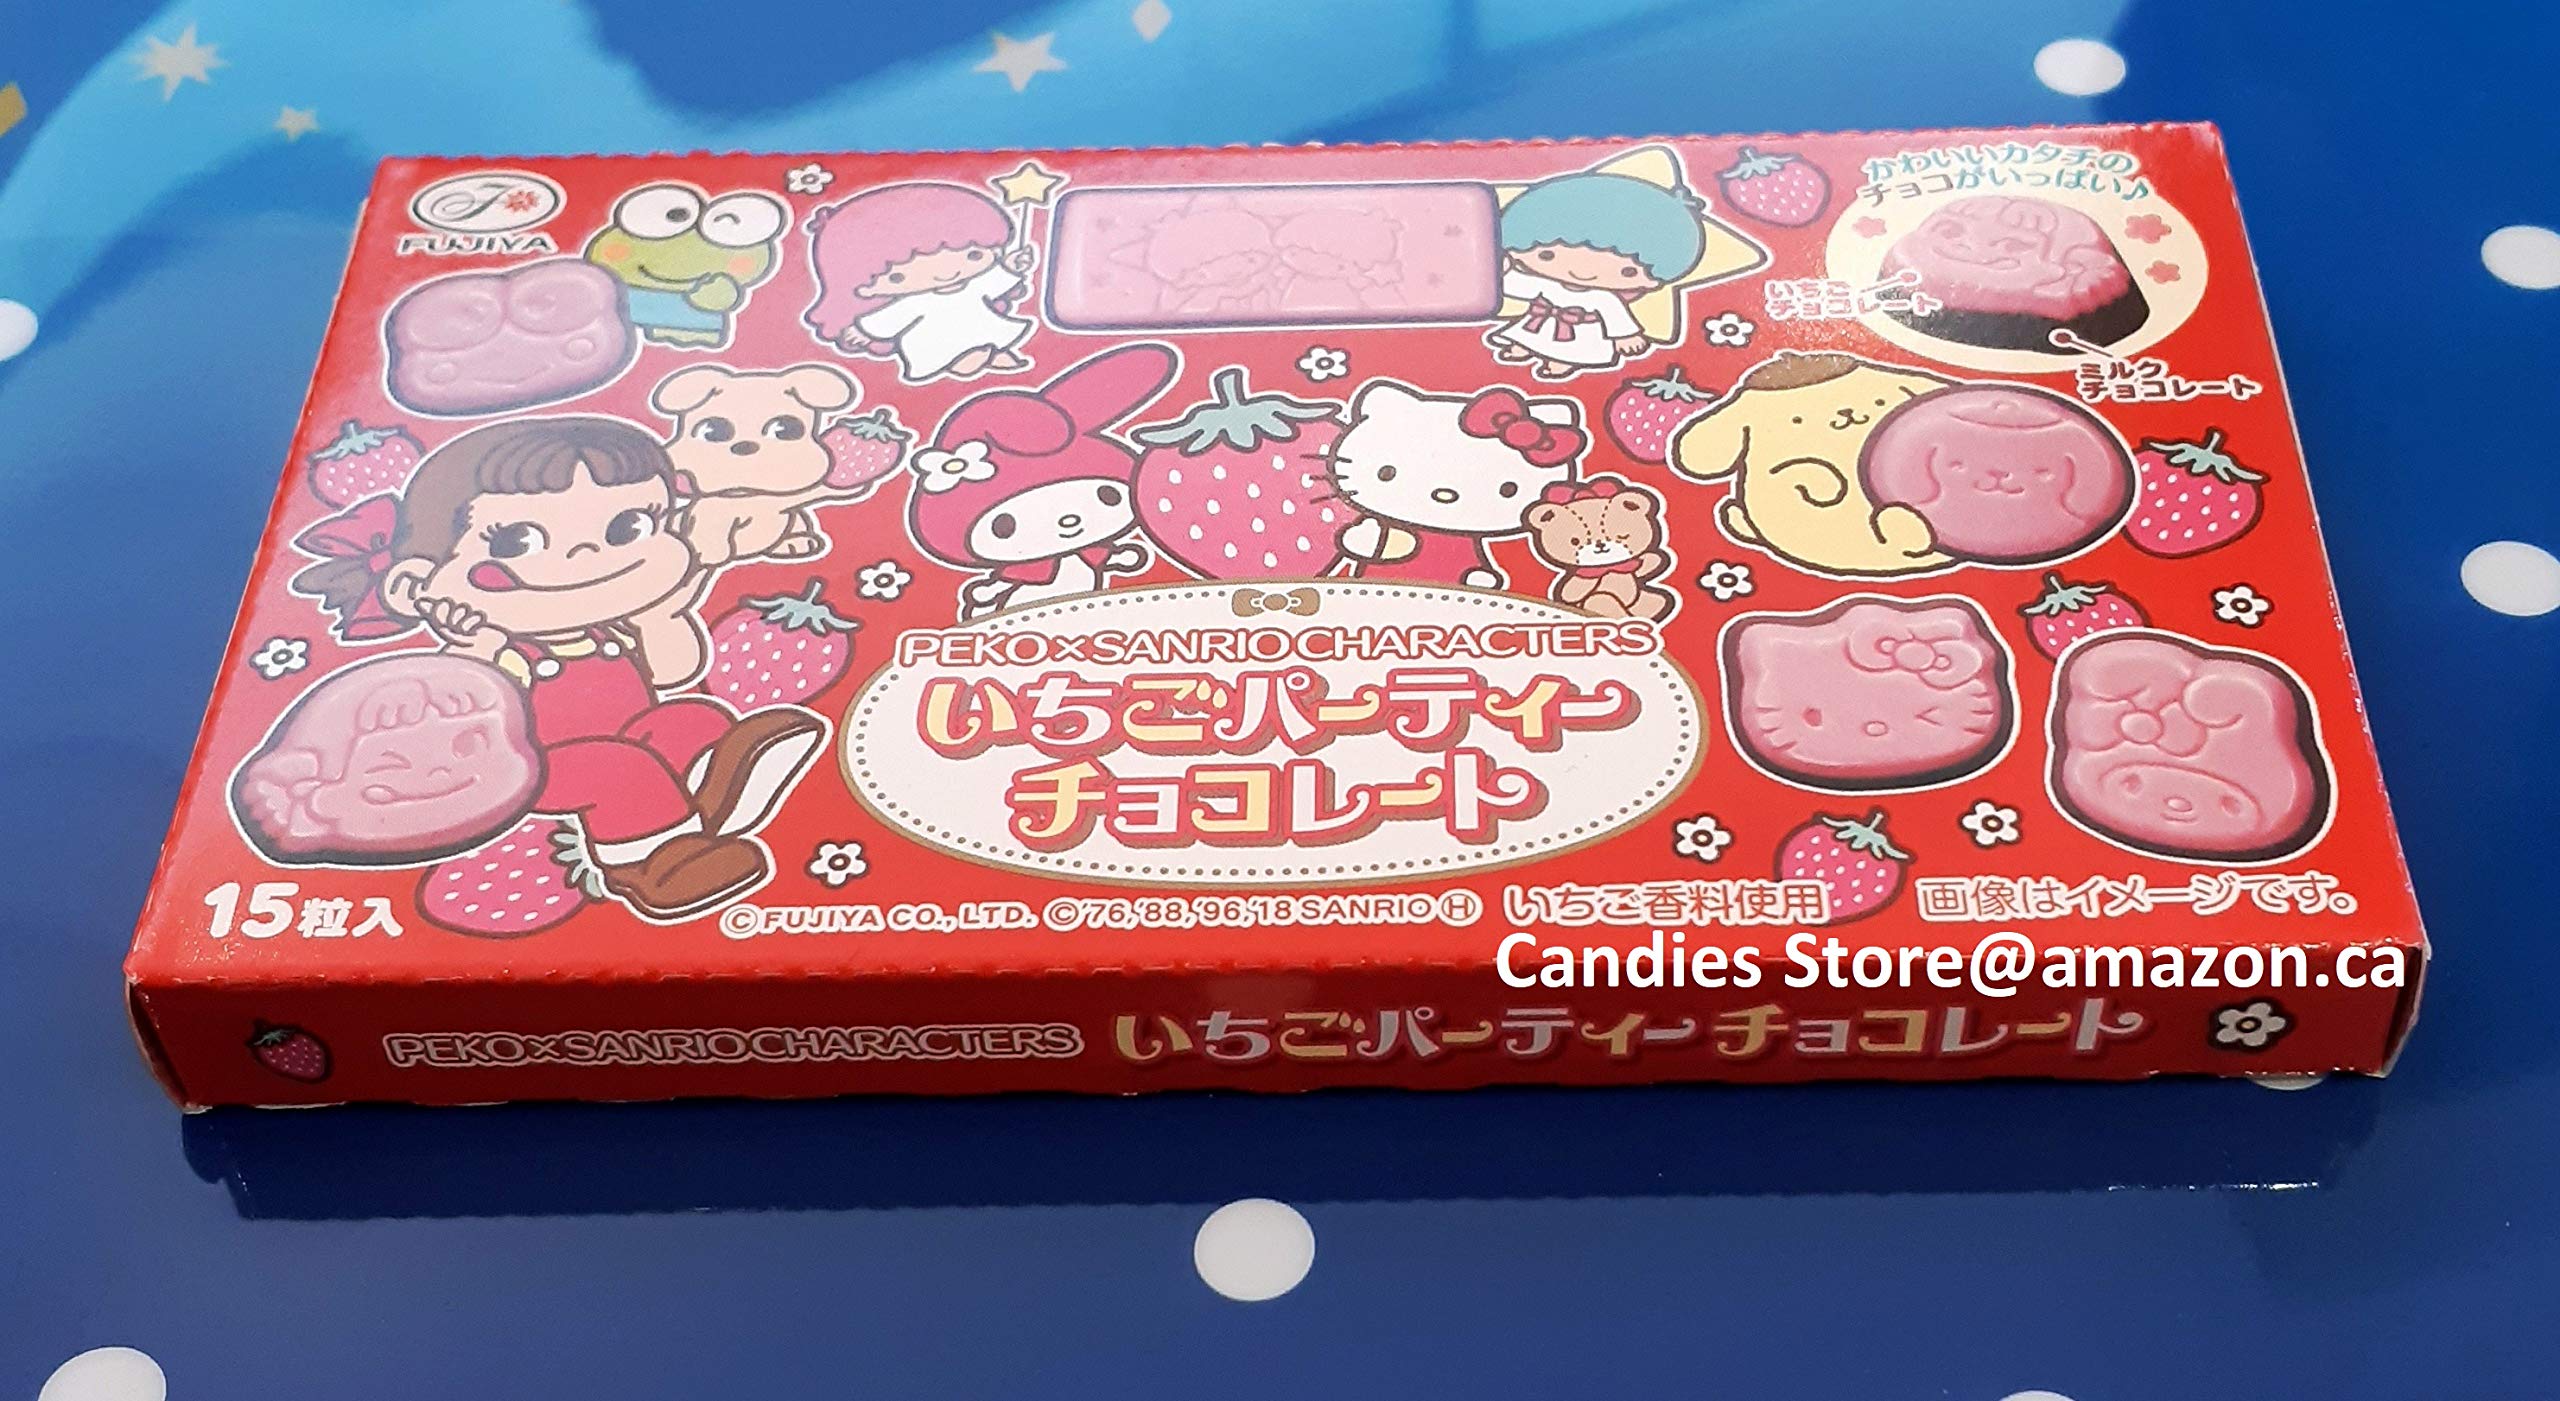 FUJIYA
かわいいカタチの
チョコがいっぱい♪
いちご
チョコレート
ミルク
チョコレート
PEKO×SANRIO CHARACTERS
いちごパーティー
チョコレート
15粒入
©FUJIYA CO., LTD. ©'76,'88,'96,'18 SANRIO Ⓗ いちご香料使用 画像はイメージです。
Candies Store@amazon.ca
PEKO×SANRIO CHARACTERS いちごパーティーチョコレート